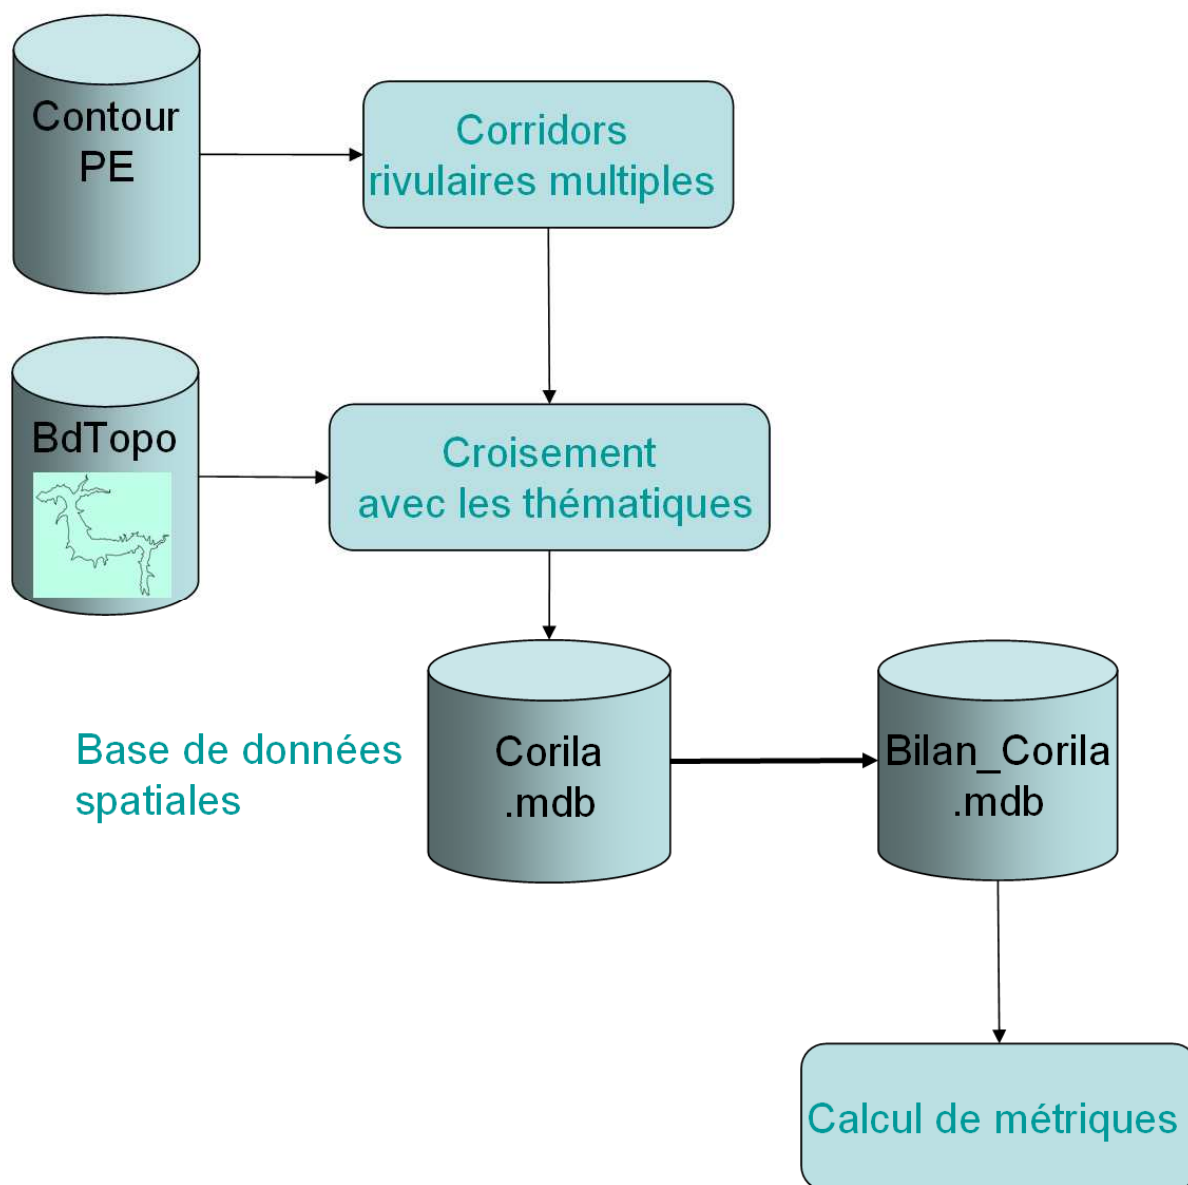 Contour
PE
Corridors
rivulaires multiples
BdTopo
Croisement
avec les thématiques
Base de données
spatiales
Corila
.mdb
Bilan_Corila
.mdb
Calcul de métriques